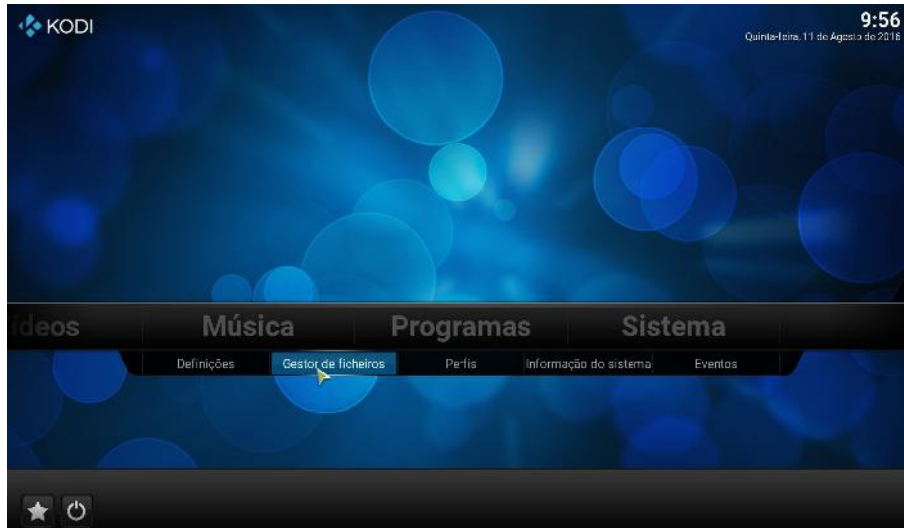 KODI
9:56
Quinta-feira, 11 de Agosto de 2016
ídeos Música Programas Sistema
Definições Gestor de ficheiros Perfis Informação do sistema Eventos